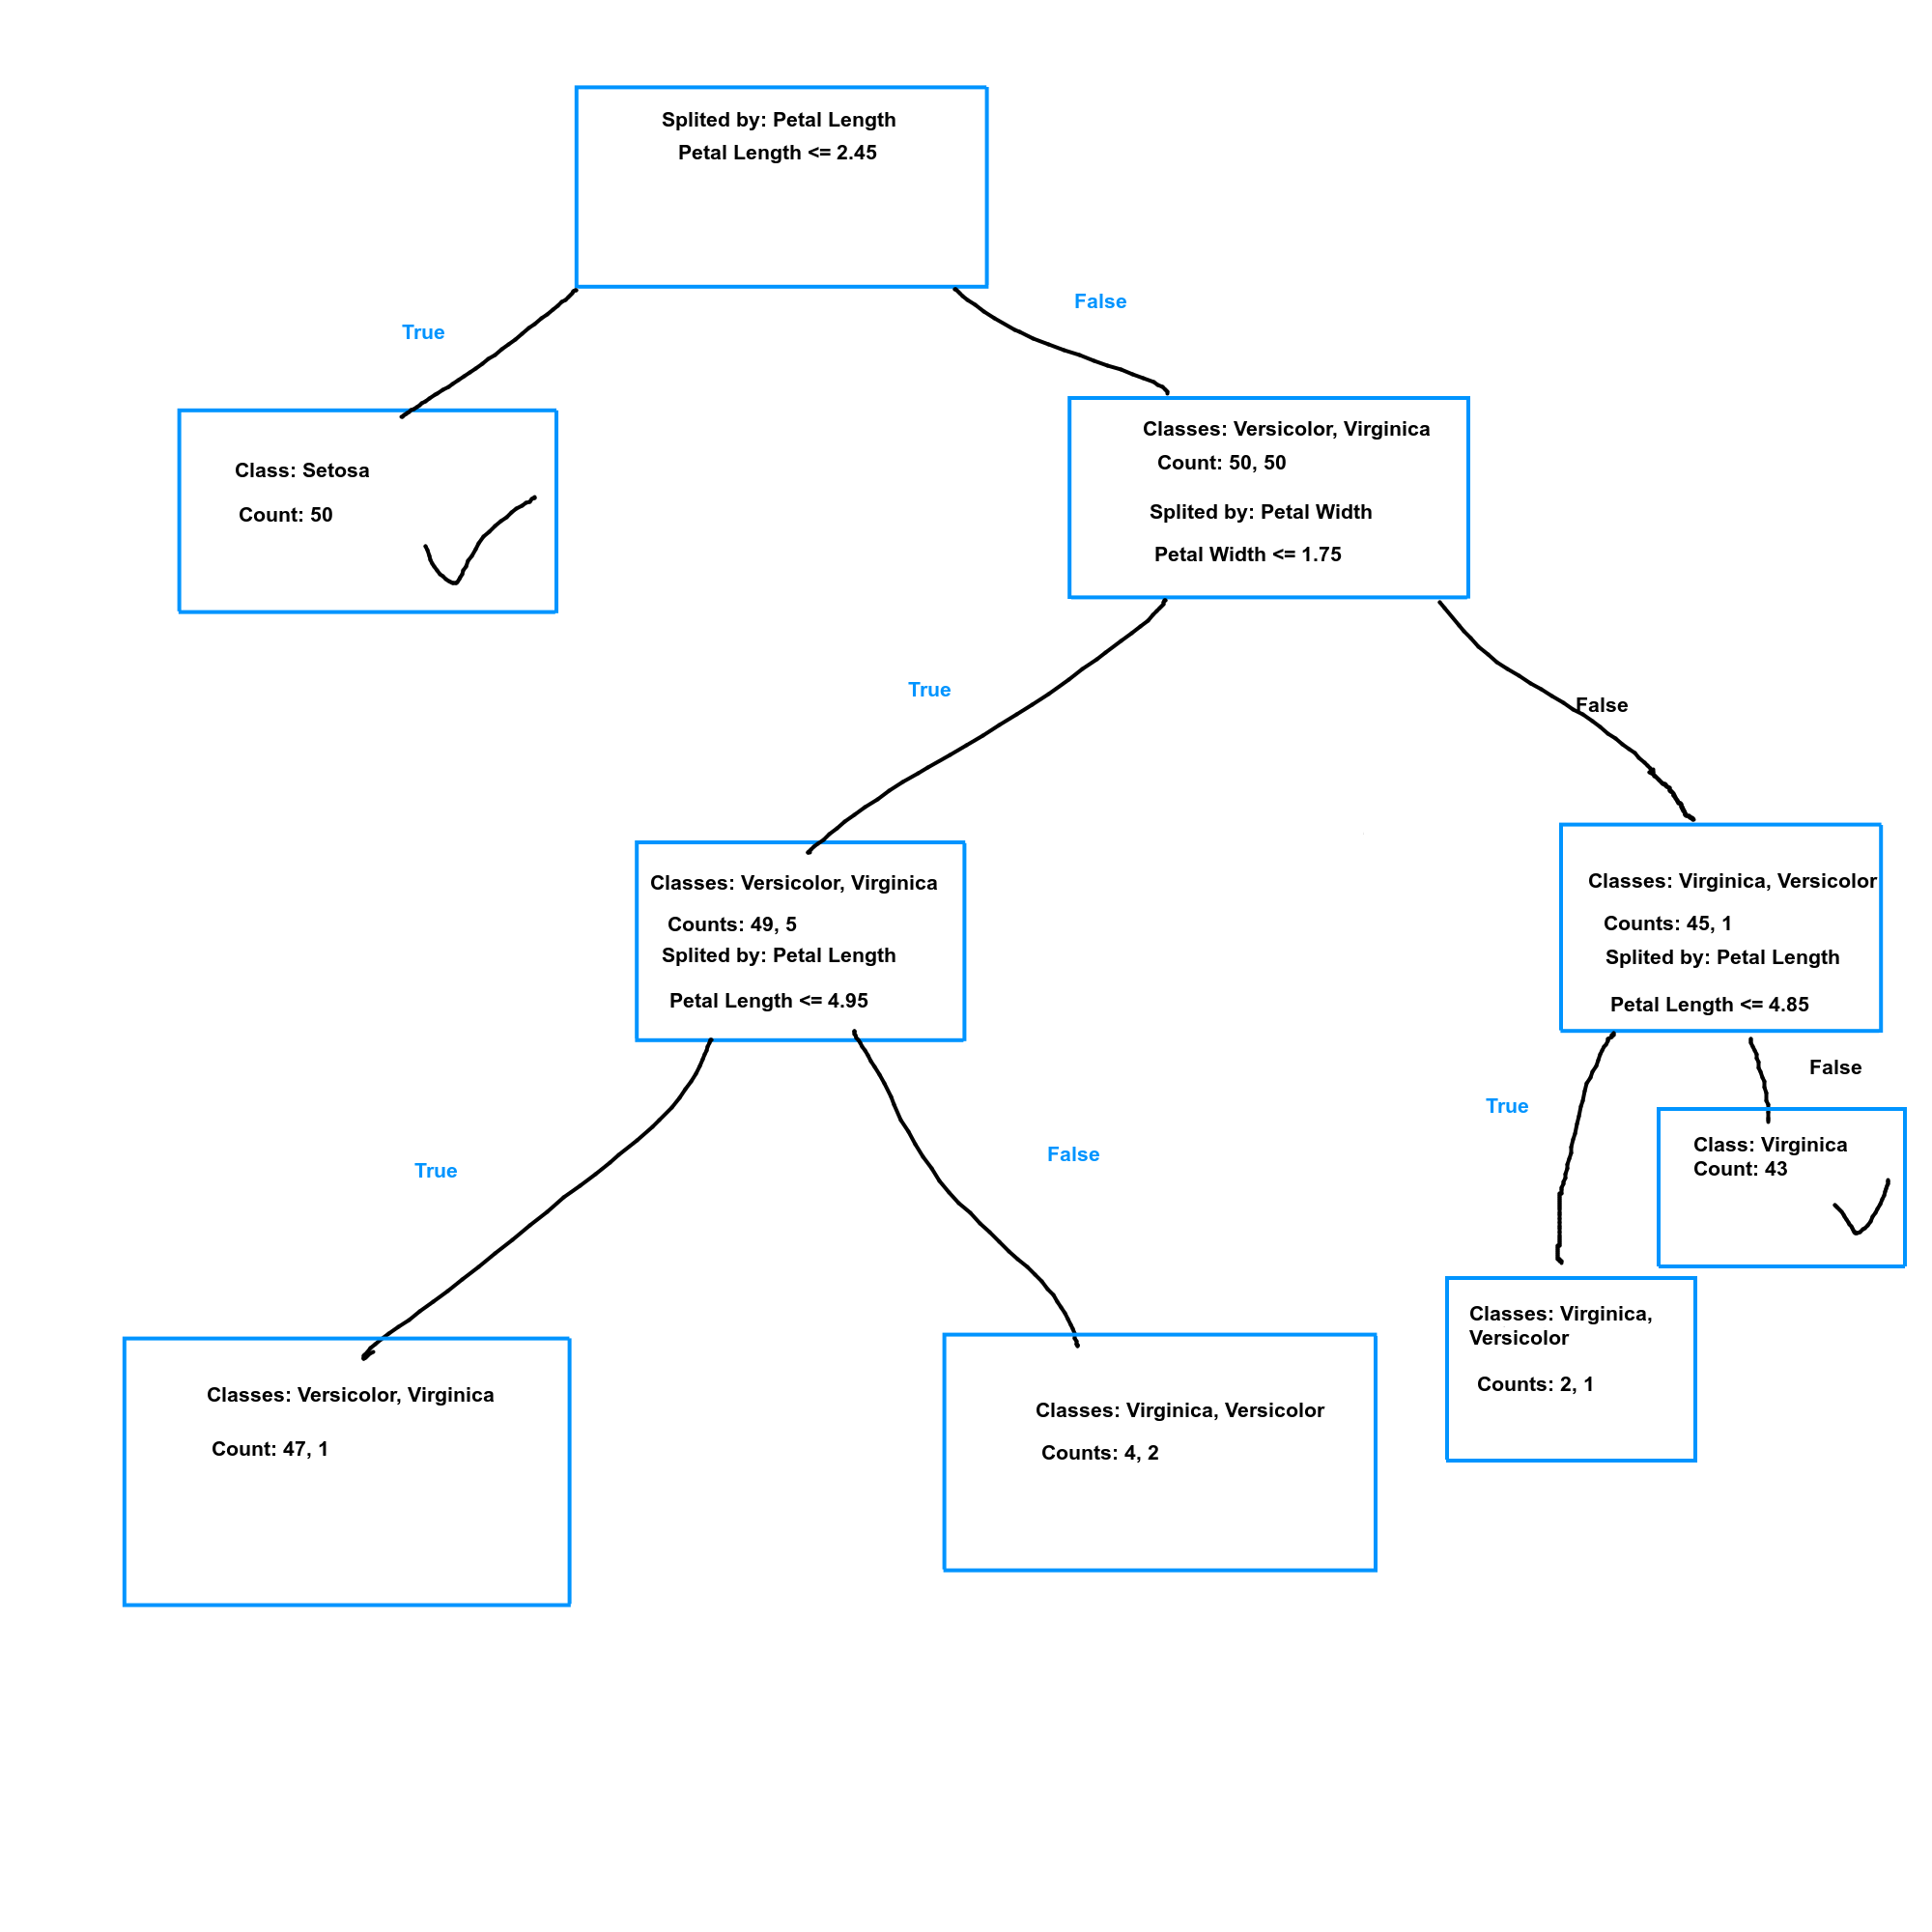 Splited by: Petal Length
Petal Length <= 2.45
True
False
Class: Setosa
Count: 50
Classes: Versicolor, Virginica
Count: 50, 50
Splited by: Petal Width
Petal Width <= 1.75
True
False
Classes: Versicolor, Virginica
Counts: 49, 5
Splited by: Petal Length
Petal Length <= 4.95
Classes: Virginica, Versicolor
Counts: 45, 1
Splited by: Petal Length
Petal Length <= 4.85
True
False
True
False
Class: Virginica
Count: 43
Classes: Versicolor, Virginica
Count: 47, 1
Classes: Virginica, Versicolor
Counts: 4, 2
Classes: Virginica,
Versicolor
Counts: 2, 1